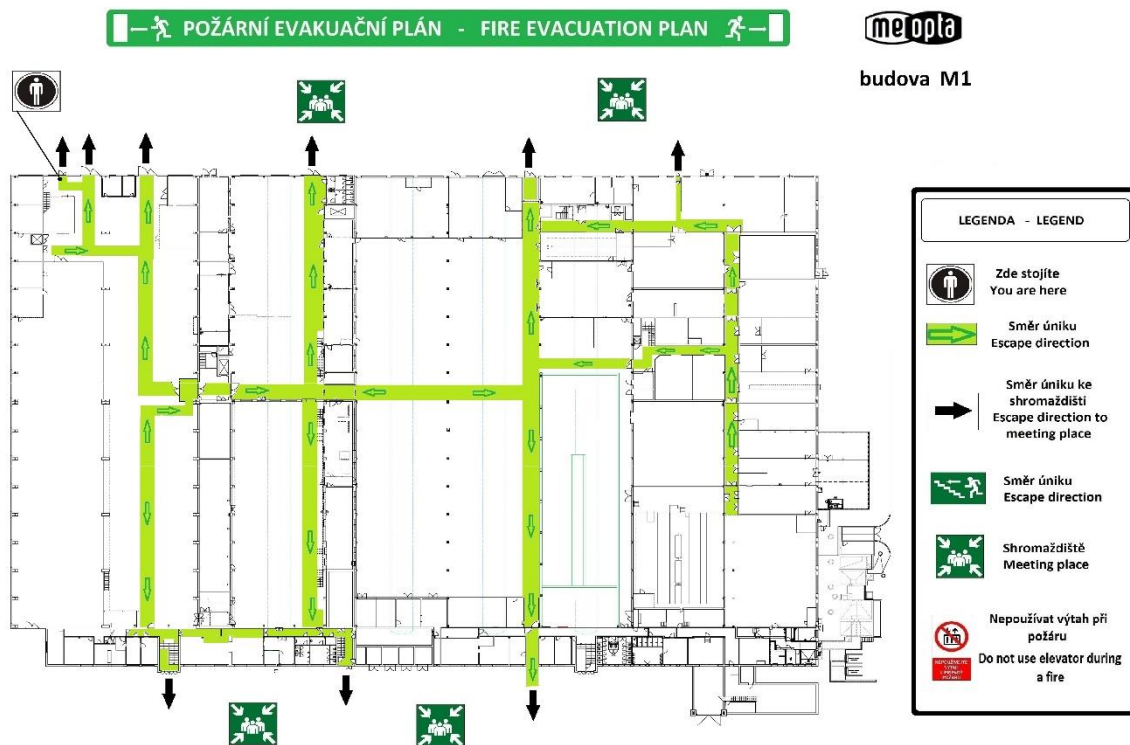 POŽÁRNÍ EVAKUAČNÍ PLÁN - FIRE EVACUATION PLAN
meopta
budova M1
LEGENDA - LEGEND
Zde stojíte
You are here
Směr úniku
Escape direction
Směr úniku ke
shromaždišti
Escape direction to
meeting place
Směr úniku
Escape direction
Shromaždiště
Meeting place
Nepoužívat výtah při
požáru
Do not use elevator during
a fire